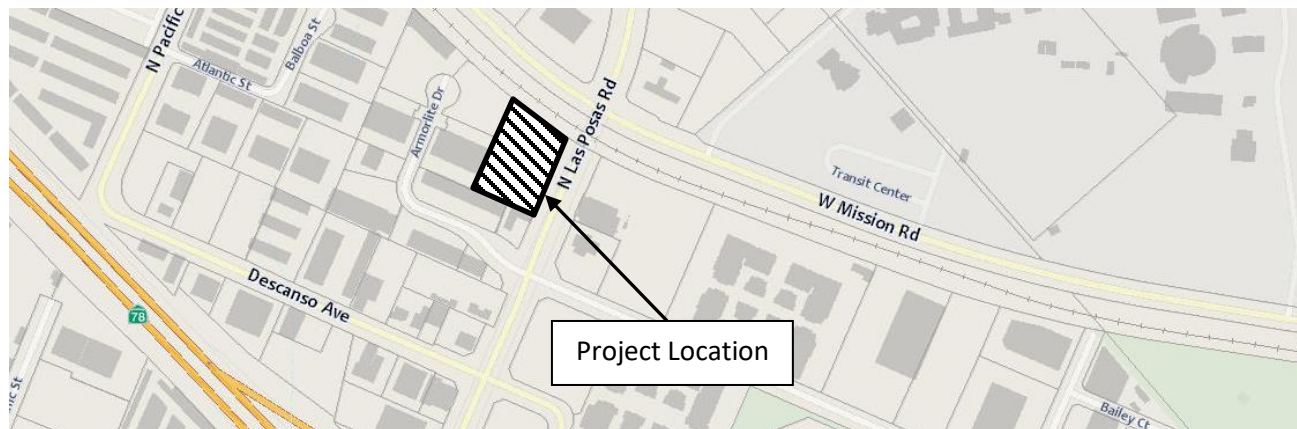 N Pacific
Atlantic St
Balboa St
Armorlite Dr
N Las Posas Rd
Transit Center
W Mission Rd
Descanso Ave
78
Project Location
Bailey Ct
St